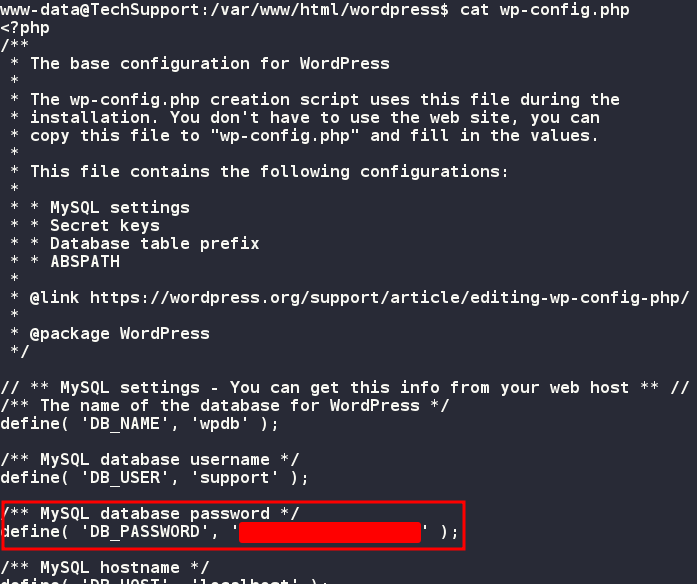 www-data@TechSupport:/var/www/html/wordpress$ cat wp-config.php
<?php
/**
 * The base configuration for WordPress
 *
 * The wp-config.php creation script uses this file during the
 * installation. You don't have to use the web site, you can
 * copy this file to "wp-config.php" and fill in the values.
 *
 * This file contains the following configurations:
 *
 * * MySQL settings
 * * Secret keys
 * * Database table prefix
 * * ABSPATH
 *
 * @link https://wordpress.org/support/article/editing-wp-config-php/
 *
 * @package WordPress
 */

// ** MySQL settings - You can get this info from your web host ** //
/** The name of the database for WordPress */
define( 'DB_NAME', 'wpdb' );

/** MySQL database username */
define( 'DB_USER', 'support' );

/** MySQL database password */
define( 'DB_PASSWORD', '' );

/** MySQL hostname */
define( 'DB_HOST', 'localhost' );